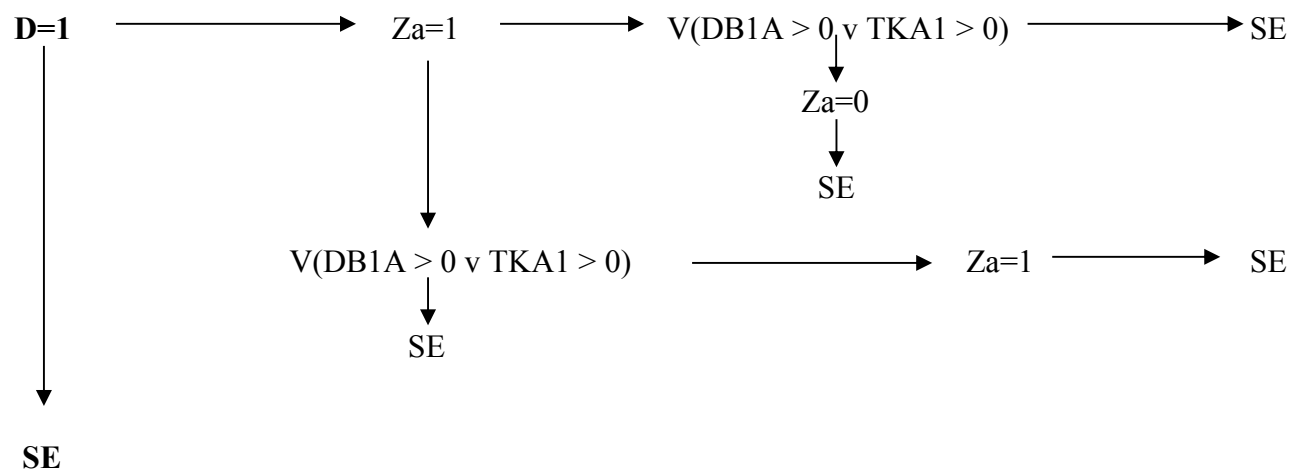 D=1 Za=1 V(DB1A > 0 v TKA1 > 0) SE
Za=0
SE
V(DB1A > 0 v TKA1 > 0) Za=1 SE
SE
SE